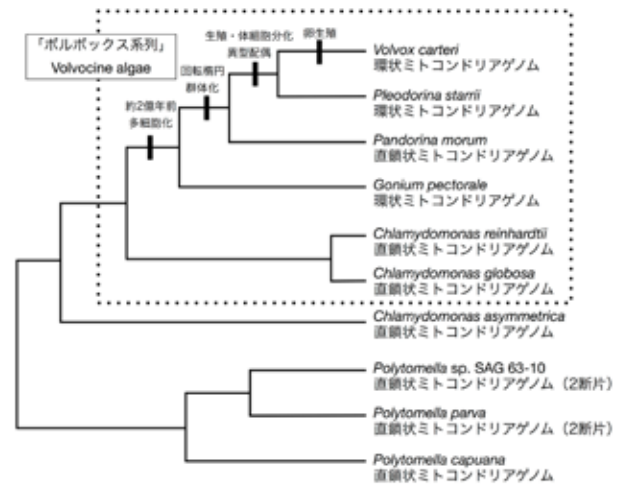 「ボルボックス系列」
Volvocine algae
生殖・体細胞分化
異型配偶
卵生殖
回転楕円
群体化
約2億年前
多細胞化
Volvox carteri
環状ミトコンドリアゲノム
Pleodorina starrii
環状ミトコンドリアゲノム
Pandorina morum
直鎖状ミトコンドリアゲノム
Gonium pectorale
環状ミトコンドリアゲノム
Chlamydomonas reinhardtii
直鎖状ミトコンドリアゲノム
Chlamydomonas globosa
直鎖状ミトコンドリアゲノム
Chlamydomonas asymmetrica
直鎖状ミトコンドリアゲノム
Polytomella sp. SAG 63-10
直鎖状ミトコンドリアゲノム（2断片）
Polytomella parva
直鎖状ミトコンドリアゲノム（2断片）
Polytomella capuana
直鎖状ミトコンドリアゲノム